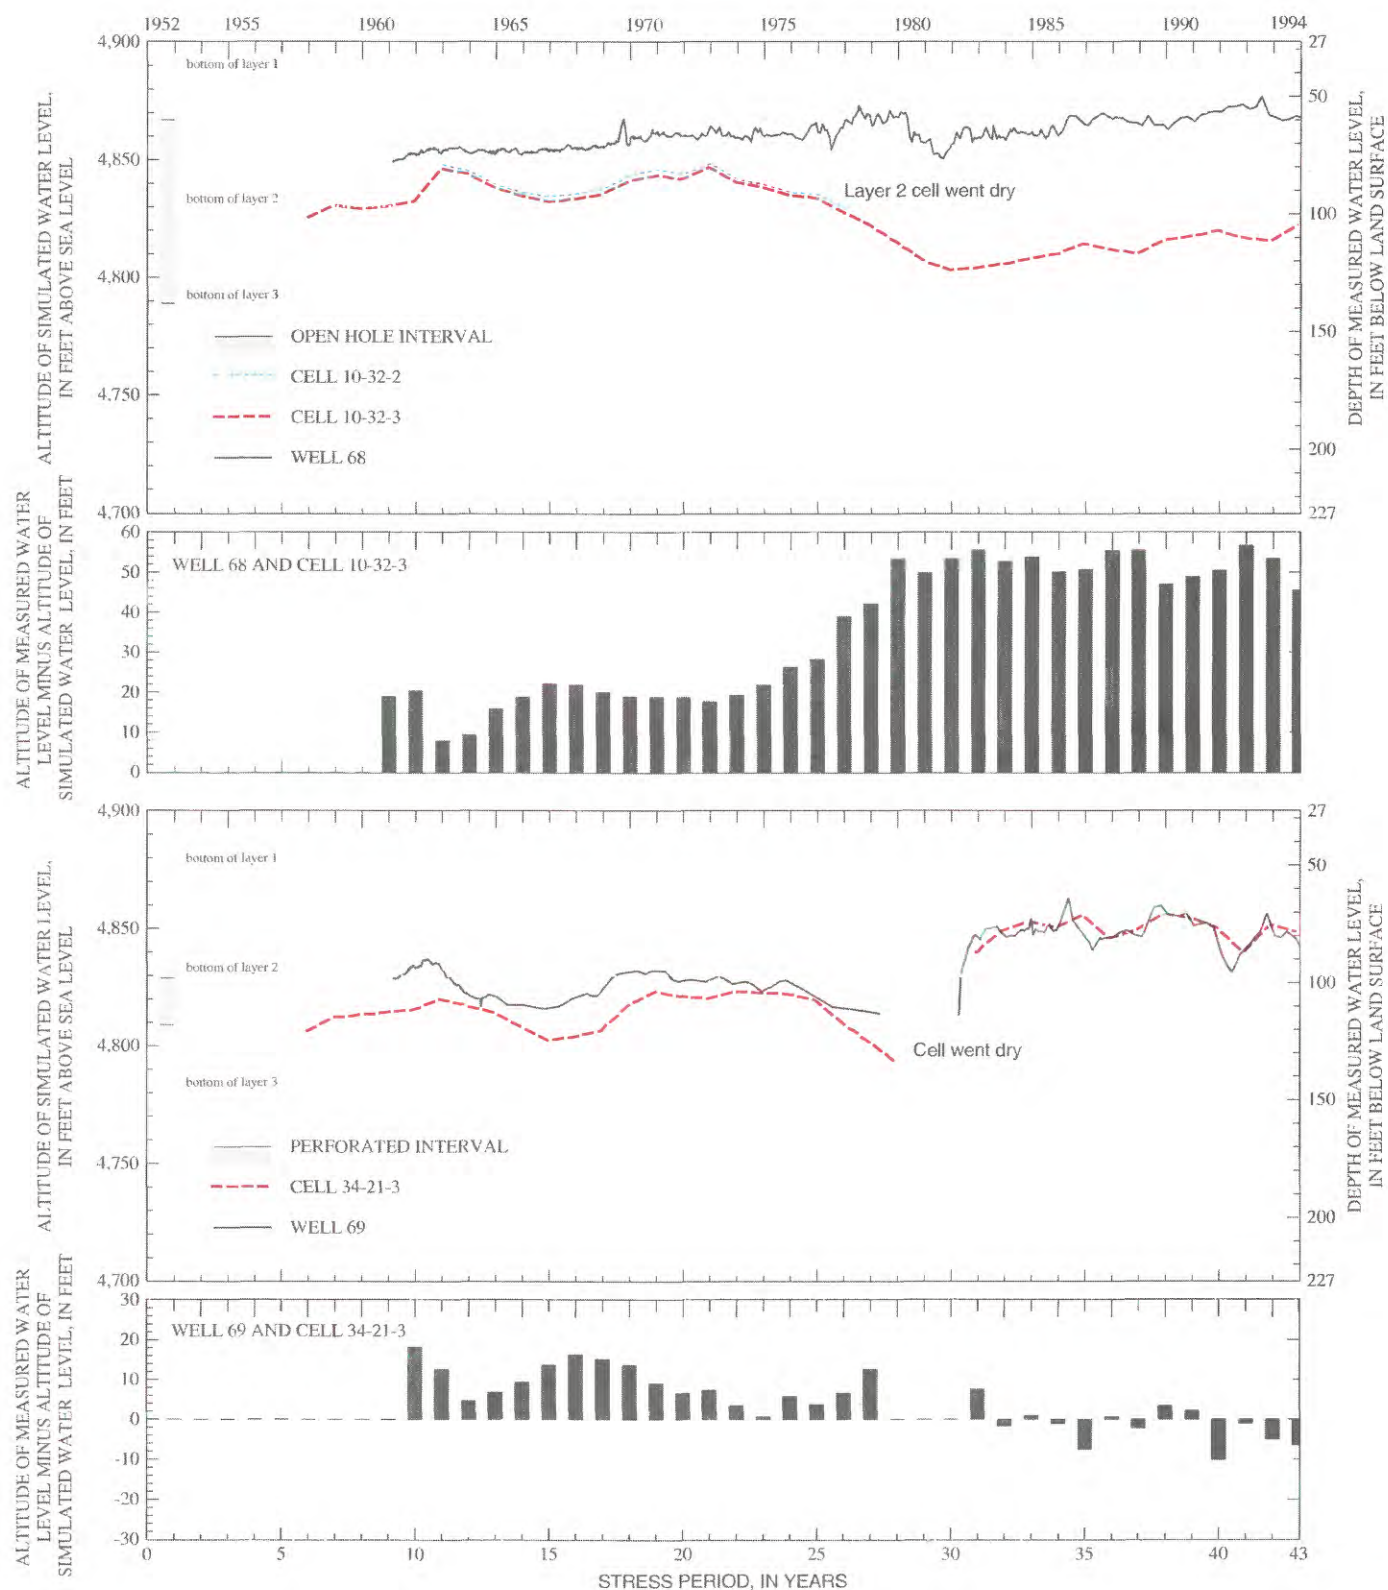 1952 1955 1960 1965 1970 1975 1980 1985 1990 1994
4,900
4,850
4,800
4,750
4,700
27
50
100
150
200
227
ALTITUDE OF SIMULATED WATER LEVEL,
IN FEET ABOVE SEA LEVEL
DEPTH OF MEASURED WATER LEVEL,
IN FEET BELOW LAND SURFACE
bottom of layer 1
bottom of layer 2
Layer 2 cell went dry
bottom of layer 3
OPEN HOLE INTERVAL
CELL 10-32-2
CELL 10-32-3
WELL 68
ALTITUDE OF MEASURED WATER
LEVEL MINUS ALTITUDE OF
SIMULATED WATER LEVEL, IN FEET
60
50
40
30
20
10
0
WELL 68 AND CELL 10-32-3
4,900
4,850
4,800
4,750
4,700
27
50
100
150
200
227
ALTITUDE OF SIMULATED WATER LEVEL,
IN FEET ABOVE SEA LEVEL
DEPTH OF MEASURED WATER LEVEL,
IN FEET BELOW LAND SURFACE
bottom of layer 1
bottom of layer 2
Cell went dry
bottom of layer 3
PERFORATED INTERVAL
CELL 34-21-3
WELL 69
ALTITUDE OF MEASURED WATER
LEVEL MINUS ALTITUDE OF
SIMULATED WATER LEVEL, IN FEET
30
20
10
0
-10
-20
-30
WELL 69 AND CELL 34-21-3
0 5 10 15 20 25 30 35 40 43
STRESS PERIOD, IN YEARS